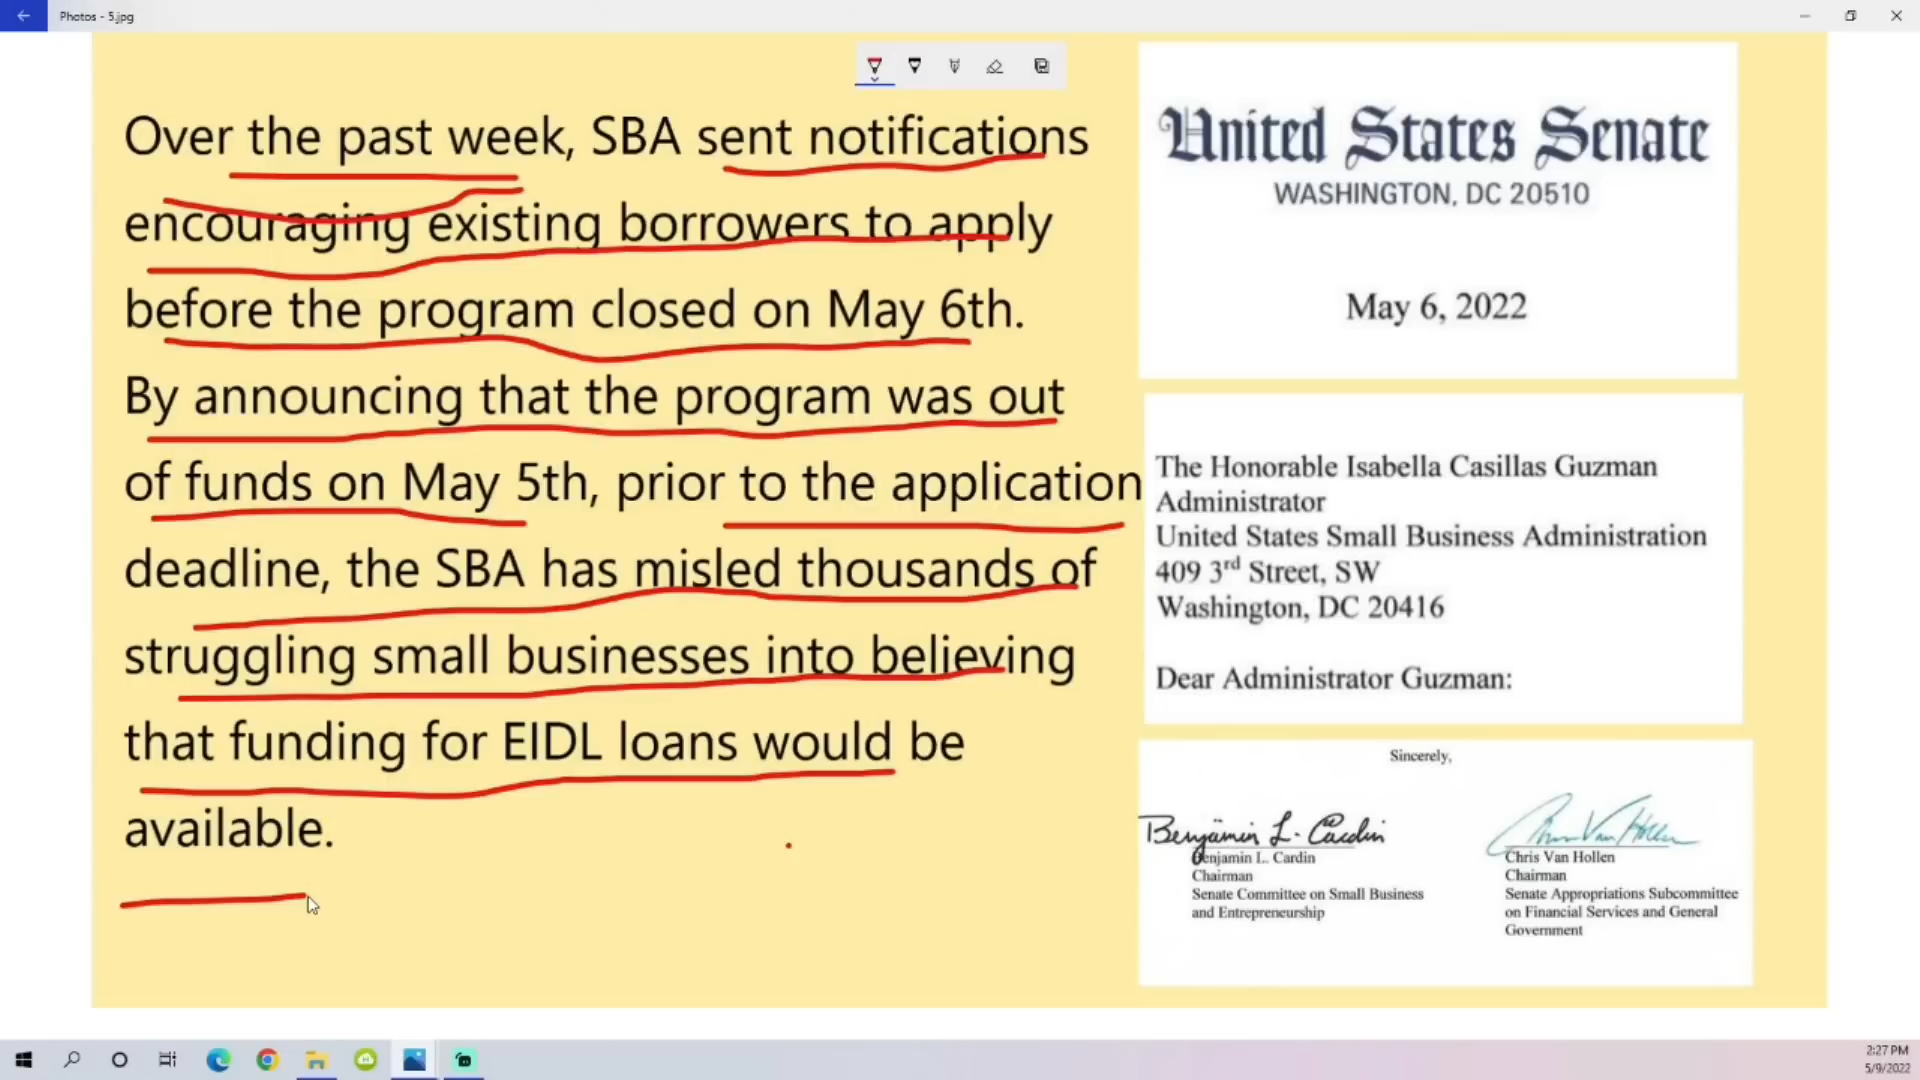 Photos - 5.jpg
Over the past week, SBA sent notifications
encouraging existing borrowers to apply
before the program closed on May 6th.
By announcing that the program was out
of funds on May 5th, prior to the application
deadline, the SBA has misled thousands of
struggling small businesses into believing
that funding for EIDL loans would be
available.
United States Senate
WASHINGTON, DC 20510
May 6, 2022
The Honorable Isabella Casillas Guzman
Administrator
United States Small Business Administration
409 3rd Street, SW
Washington, DC 20416
Dear Administrator Guzman:
Sincerely,
Benjamin L. Cardin
Benjamin L. Cardin
Chairman
Senate Committee on Small Business
and Entrepreneurship
Chris Van Hollen
Chris Van Hollen
Chairman
Senate Appropriations Subcommittee
on Financial Services and General
Government
2:27 PM
5/9/2022